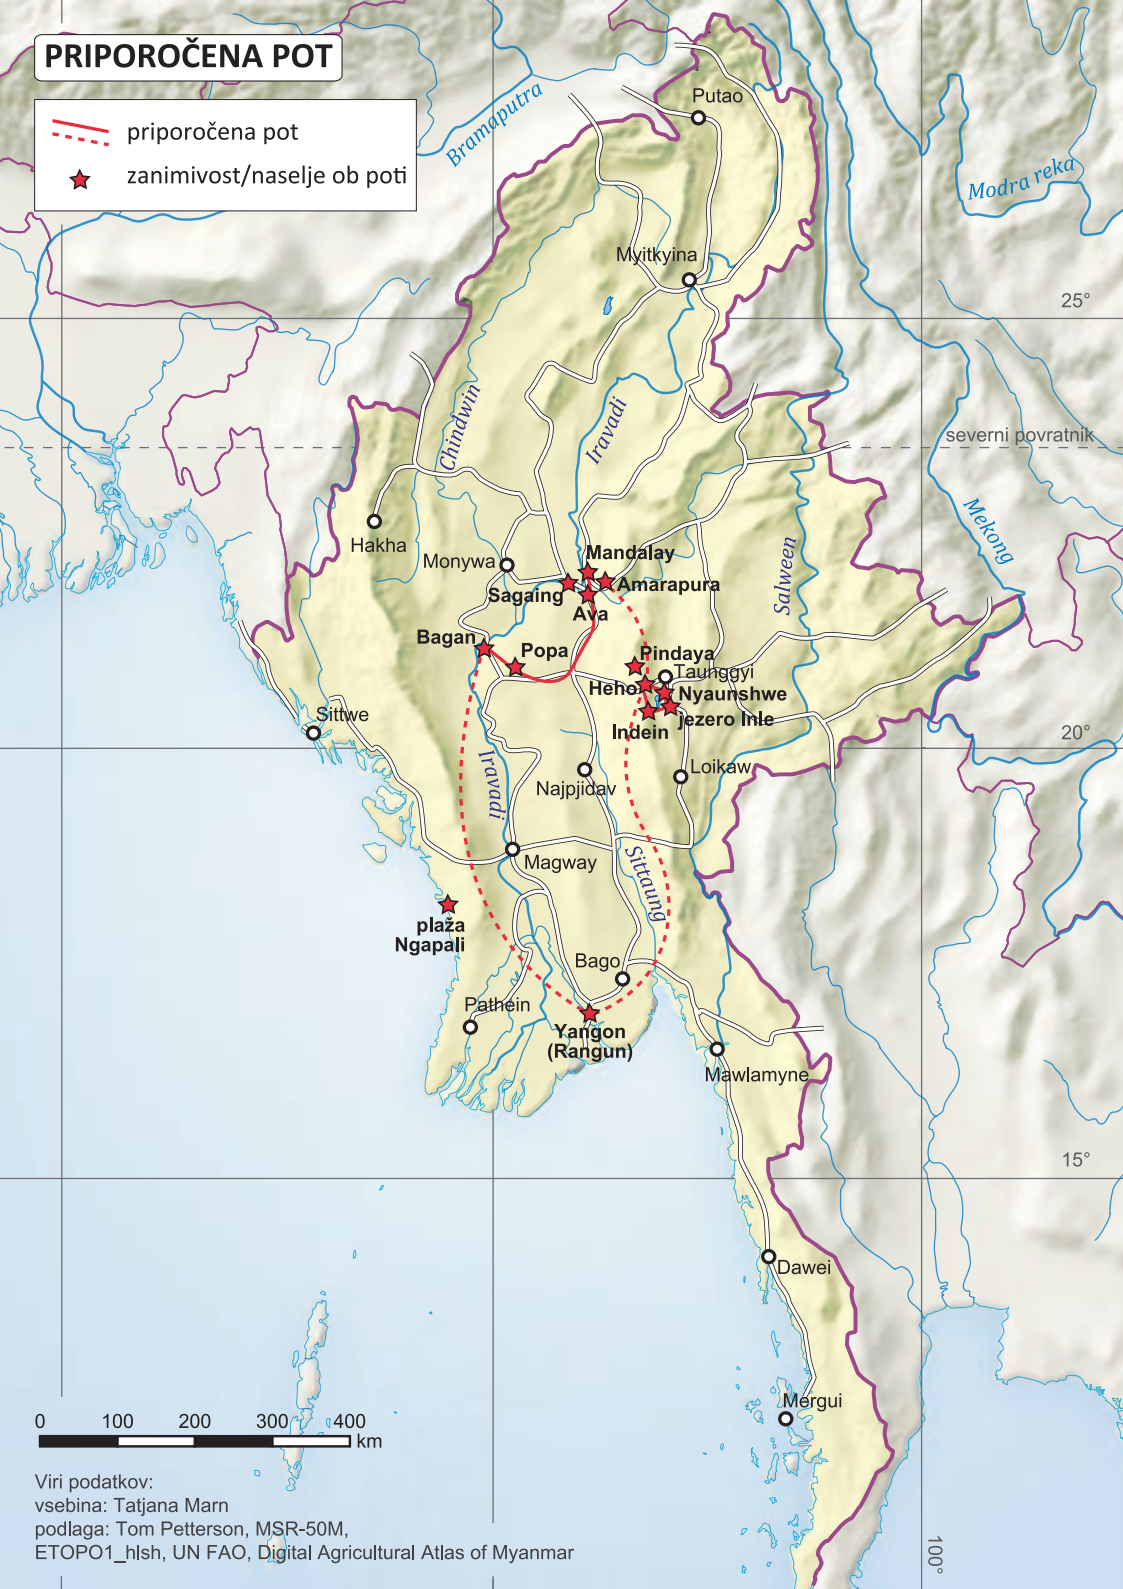 PRIPOROČENA POT
priporočena pot
zanimivost/naselje ob poti
Bramaputra
Putao
Modra reka
Myitkyina
25°
Chindwin
Iravadi
severni povratnik
Mekong
Hakha
Monywa
Mandalay
Salween
Sagaing
Amarapura
Ava
Bagan
Popa
Pindaya
Taunggyi
Heho
Nyaunshwe
jezero Inle
Indein
Sittwe
20°
Iravadi
Najpjidav
Loikaw
Magway
Sittaung
plaža
Ngapali
Bago
Pathein
Yangon
(Rangun)
Mawlamyne
15°
Dawei
Mergui
0 100 200 300 400
km
Viri podatkov:
vsebina: Tatjana Marn
podlaga: Tom Petterson, MSR-50M,
ETOPO1_hlsh, UN FAO, Digital Agricultural Atlas of Myanmar
100°